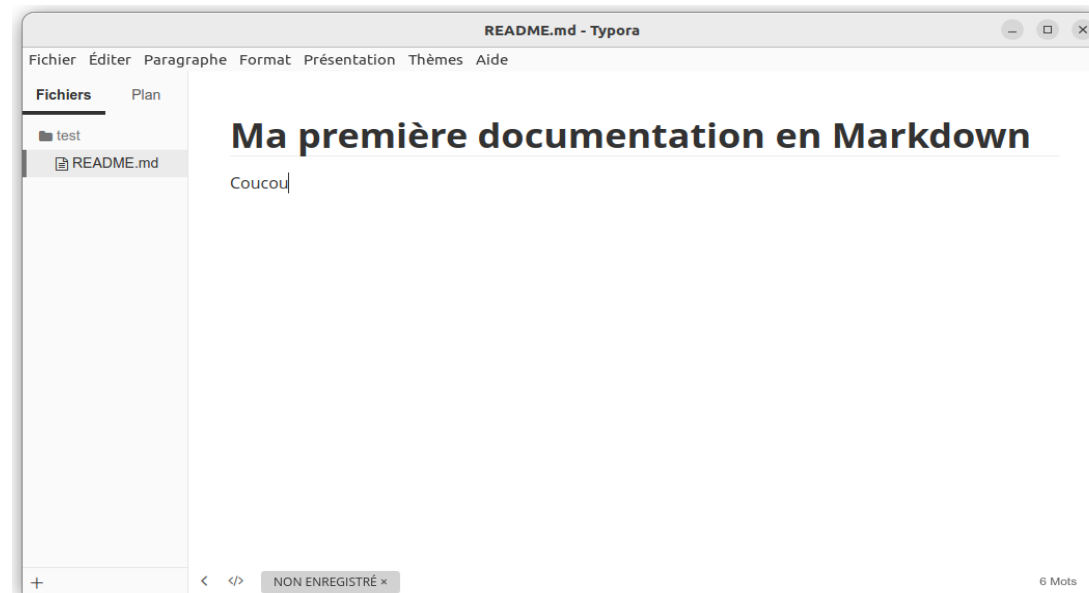 README.md - Typora
Fichier Éditer Paragraphe Format Présentation Thèmes Aide
Fichiers Plan
test
README.md
Ma première documentation en Markdown
Coucou
+ < </> NON ENREGISTRÉ × 6 Mots